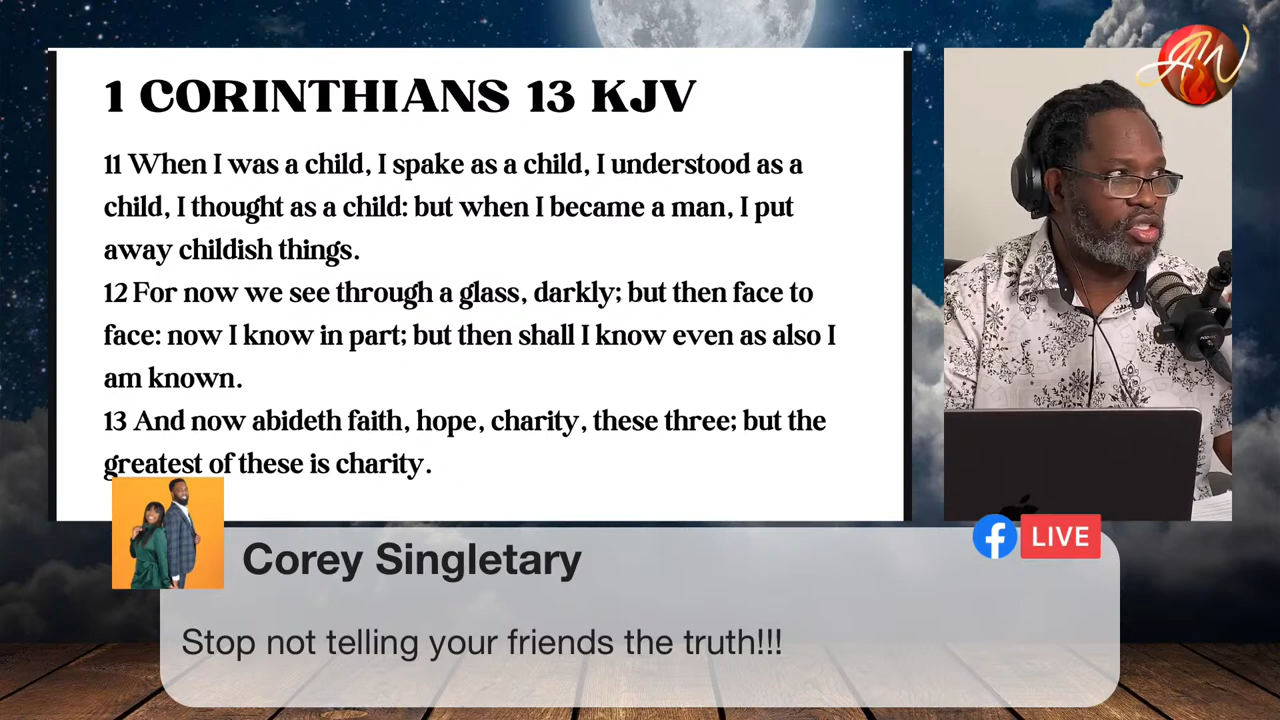 1 CORINTHIANS 13 KJV
11 When I was a child, I spake as a child, I understood as a
child, I thought as a child: but when I became a man, I put
away childish things.
12 For now we see through a glass, darkly; but then face to
face: now I know in part; but then shall I know even as also I
am known.
13 And now abideth faith, hope, charity, these three; but the
greatest of these is charity.
AW
LIVE
Corey Singletary
Stop not telling your friends the truth!!!